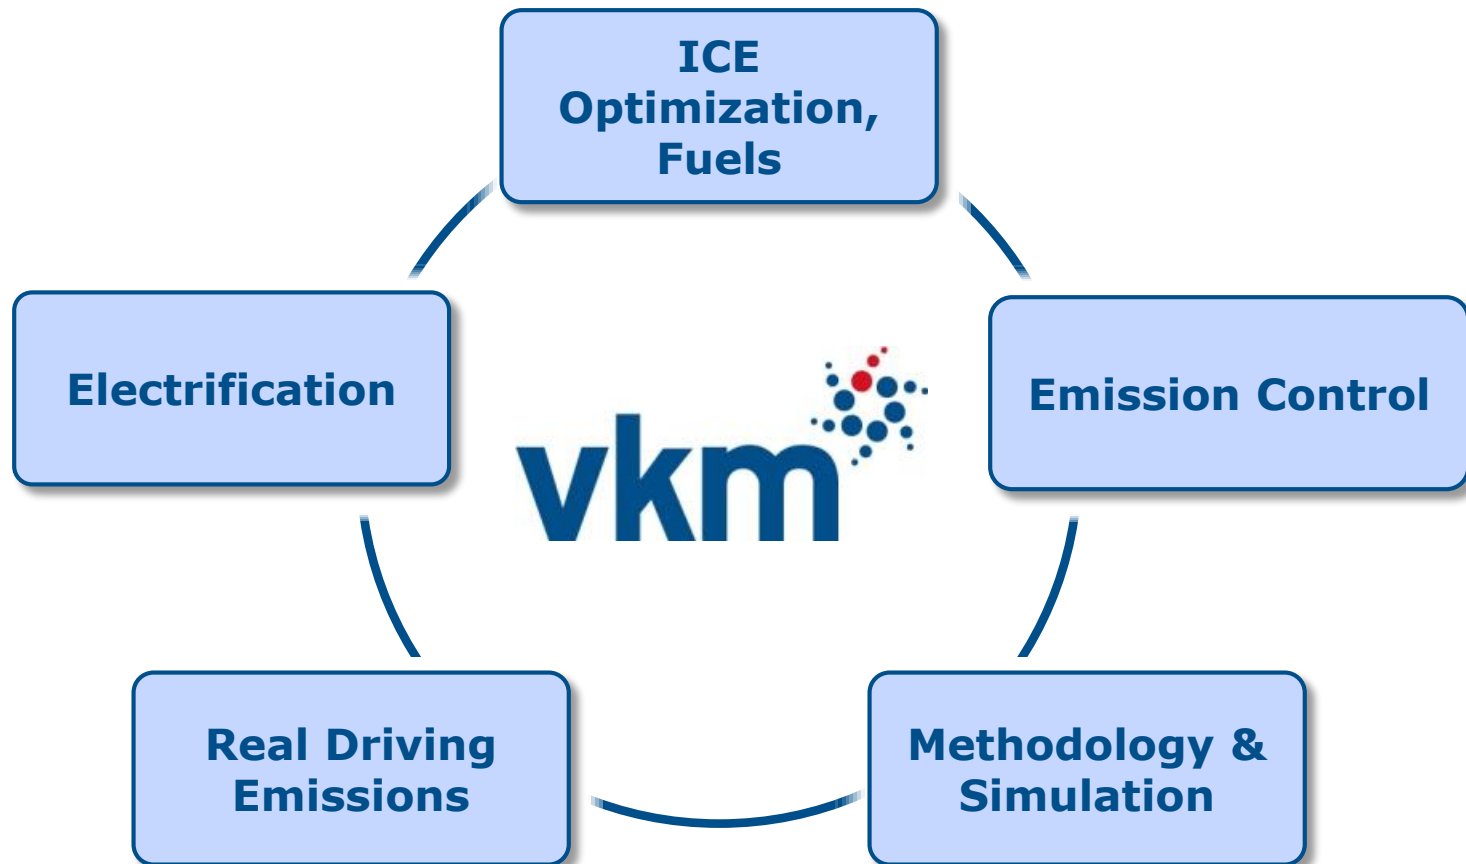 ICE
Optimization,
Fuels
Electrification
Emission Control
vkm
Real Driving
Emissions
Methodology &
Simulation